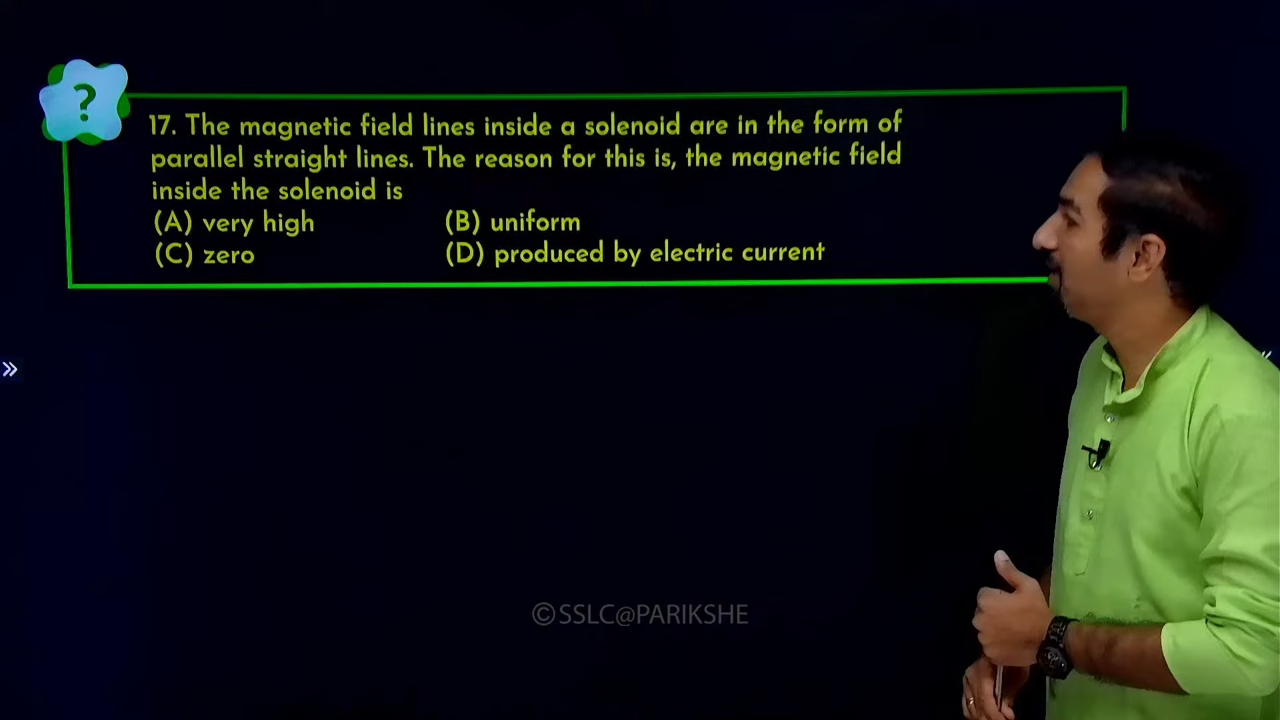 ?
17. The magnetic field lines inside a solenoid are in the form of
parallel straight lines. The reason for this is, the magnetic field
inside the solenoid is
(A) very high (B) uniform
(C) zero (D) produced by electric current
»
«
©SSLC@PARIKSHE